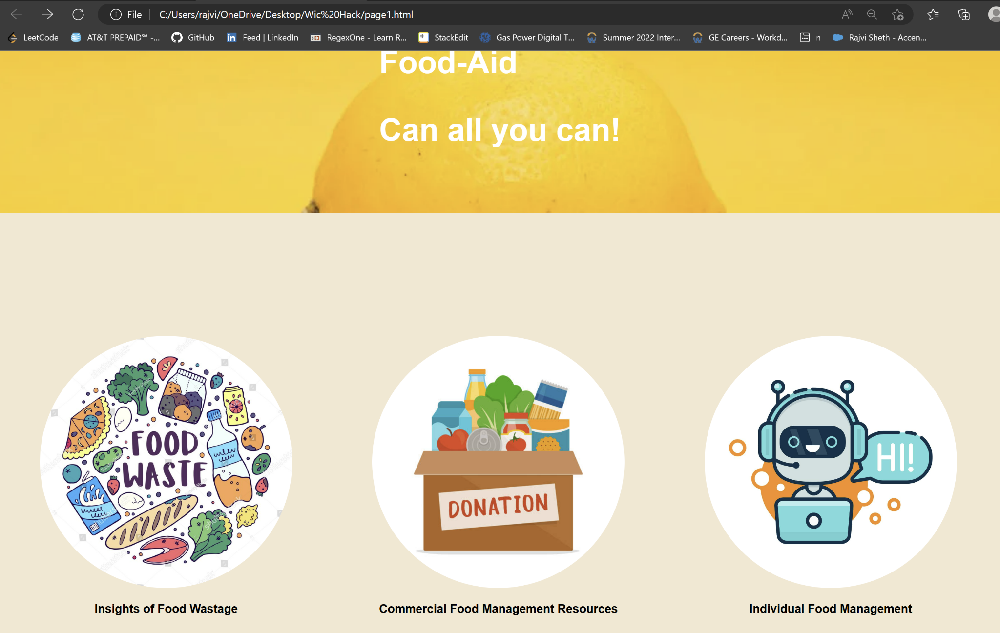 File C:/Users/rajvi/OneDrive/Desktop/Wic%20Hack/page1.html
LeetCode AT&T PREPAID℠ -... GitHub Feed | LinkedIn RegexOne - Learn R... StackEdit Gas Power Digital T... Summer 2022 Inter... GE Careers - Workd... n Rajvi Sheth - Accen...
Food-Aid
Can all you can!
FOOD
WASTE
DONATION
HI!
Insights of Food Wastage
Commercial Food Management Resources
Individual Food Management